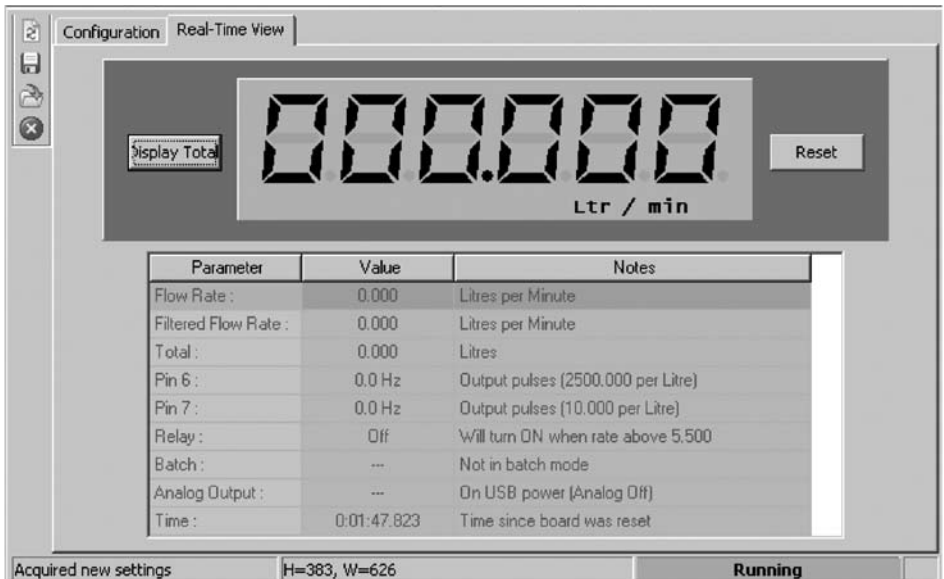 Configuration Real-Time View
Display Total
000.000
Reset
Ltr / min
Parameter Value Notes
Flow Rate : 0.000 Litres per Minute
Filtered Flow Rate : 0.000 Litres per Minute
Total : 0.000 Litres
Pin 6 : 0.0 Hz Output pulses (2500.000 per Litre)
Pin 7 : 0.0 Hz Output pulses (10.000 per Litre)
Relay : Off Will turn ON when rate above 5.500
Batch : --- Not in batch mode
Analog Output : --- On USB power (Analog Off)
Time : 0:01:47.823 Time since board was reset
Acquired new settings H=383, W=626 Running